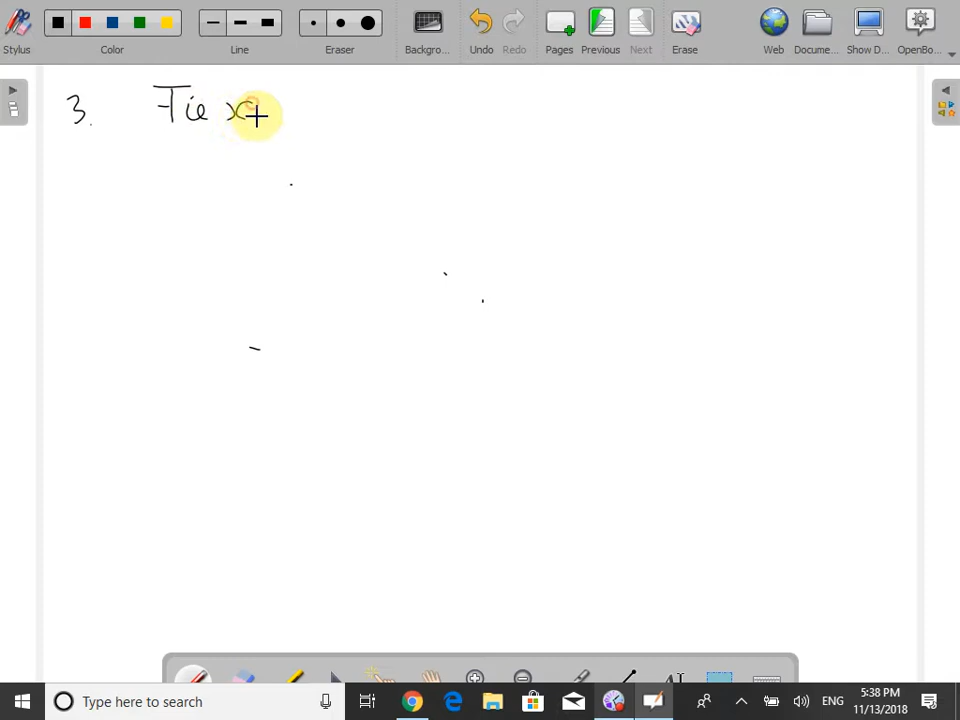 Stylus Color Line Eraser Backgro... Undo Redo Pages Previous Next Erase Web Docume... Show D... OpenBo...
3. Fie x
Type here to search
ENG
5:38 PM
11/13/2018